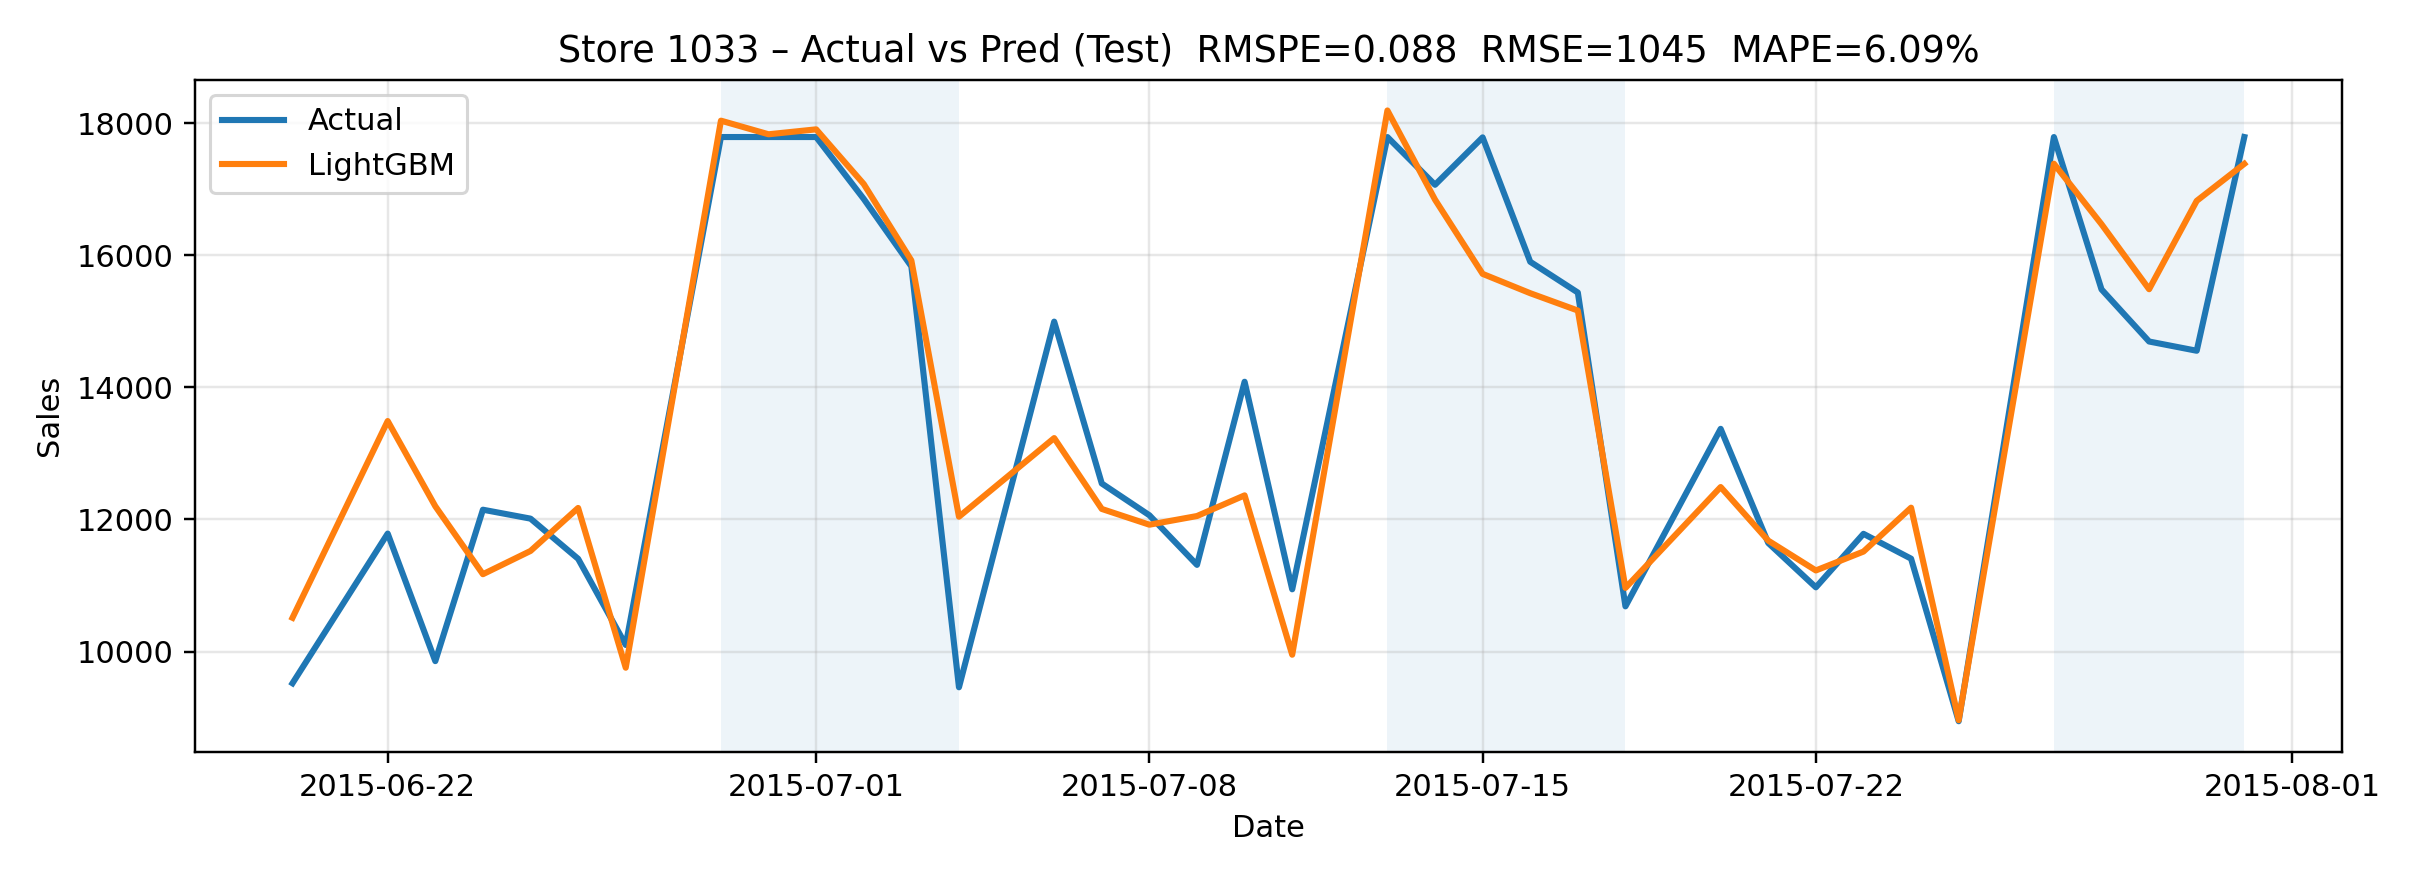 Store 1033 – Actual vs Pred (Test)  RMSPE=0.088  RMSE=1045  MAPE=6.09%
Actual
LightGBM
18000
16000
14000
12000
10000
Sales
2015-06-22
2015-07-01
2015-07-08
2015-07-15
2015-07-22
2015-08-01
Date